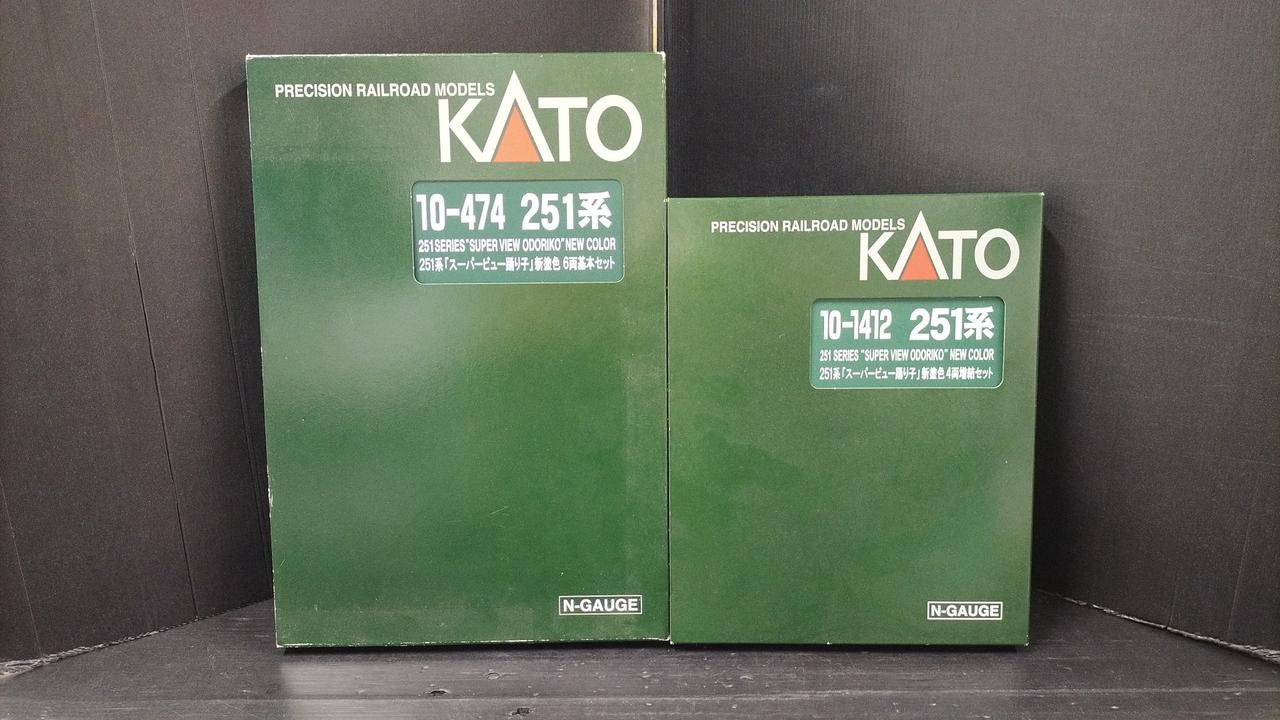 PRECISION RAILROAD MODELS
KATO
10-474 251系
251 SERIES "SUPER VIEW ODORIKO" NEW COLOR
251系「スーパービュー踊り子」新塗色 6両基本セット
N-GAUGE
PRECISION RAILROAD MODELS
KATO
10-1412 251系
251 SERIES "SUPER VIEW ODORIKO" NEW COLOR
251系「スーパービュー踊り子」新塗色 4両増結セット
N-GAUGE